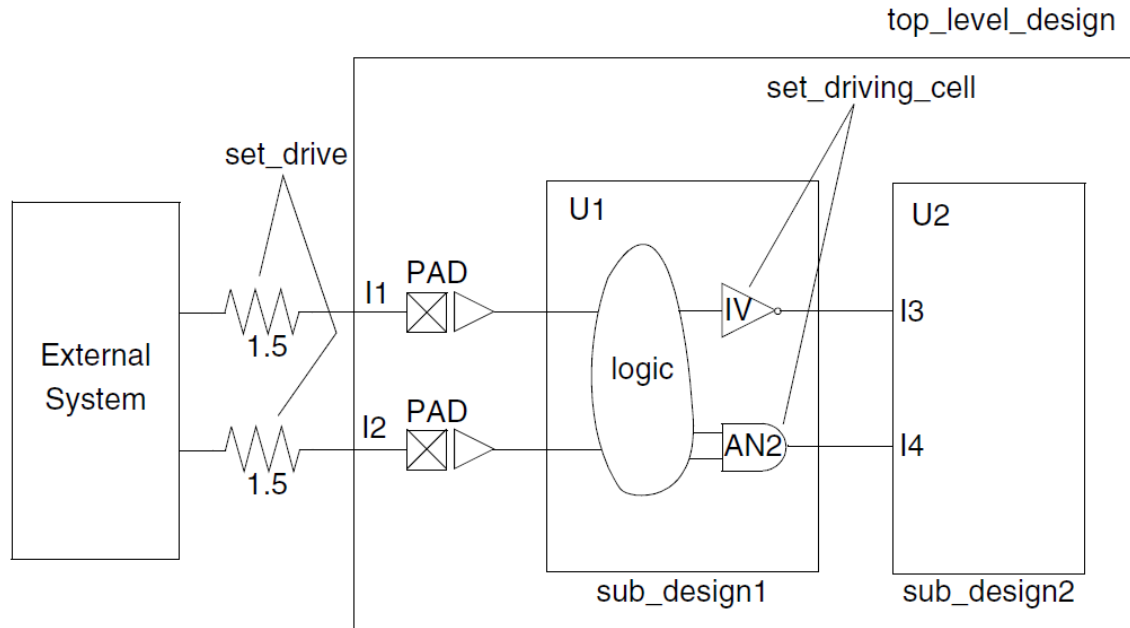 top_level_design
set_driving_cell
set_drive
U1
U2
I1
PAD
IV
I3
1.5
External
System
logic
I2
PAD
AN2
I4
1.5
sub_design1
sub_design2